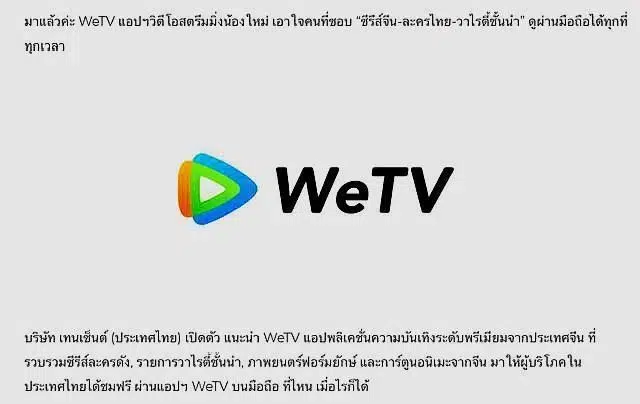 มาแล้วค่ะ WeTV แอปฯวิดีโอสตรีมมิ่งน้องใหม่ เอาใจคนที่ชอบ “ซีรีส์จีน-ละครไทย-วาไรตี้ชั้นนำ” ดูผ่านมือถือได้ทุกที่
ทุกเวลา
WeTV
บริษัท เทนเซ็นต์ (ประเทศไทย) เปิดตัว แนะนำ WeTV แอปพลิเคชั่นความบันเทิงระดับพรีเมียมจากประเทศจีน ที่
รวบรวมซีรีส์ละครดัง, รายการวาไรตี้ชั้นนำ, ภาพยนตร์ฟอร์มยักษ์ และการ์ตูนอนิเมะจากจีน มาให้ผู้บริโภคใน
ประเทศไทยได้ชมฟรี ผ่านแอปฯ WeTV บนมือถือ ที่ไหน เมื่อไรก็ได้